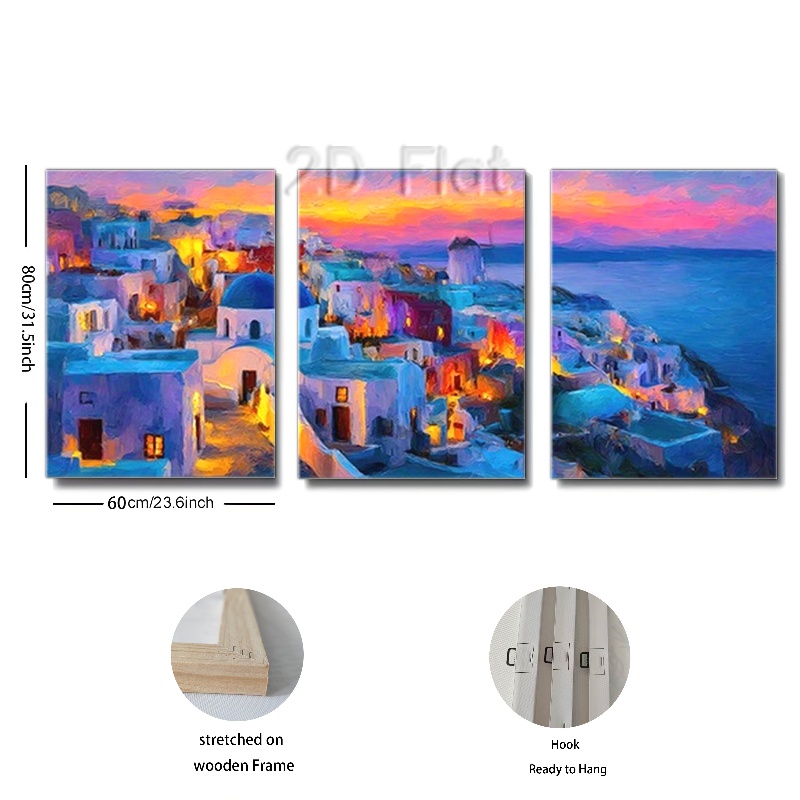 2D Flat
80cm/31.5inch
60cm/23.6inch
stretched on
wooden Frame
Hook
Ready to Hang